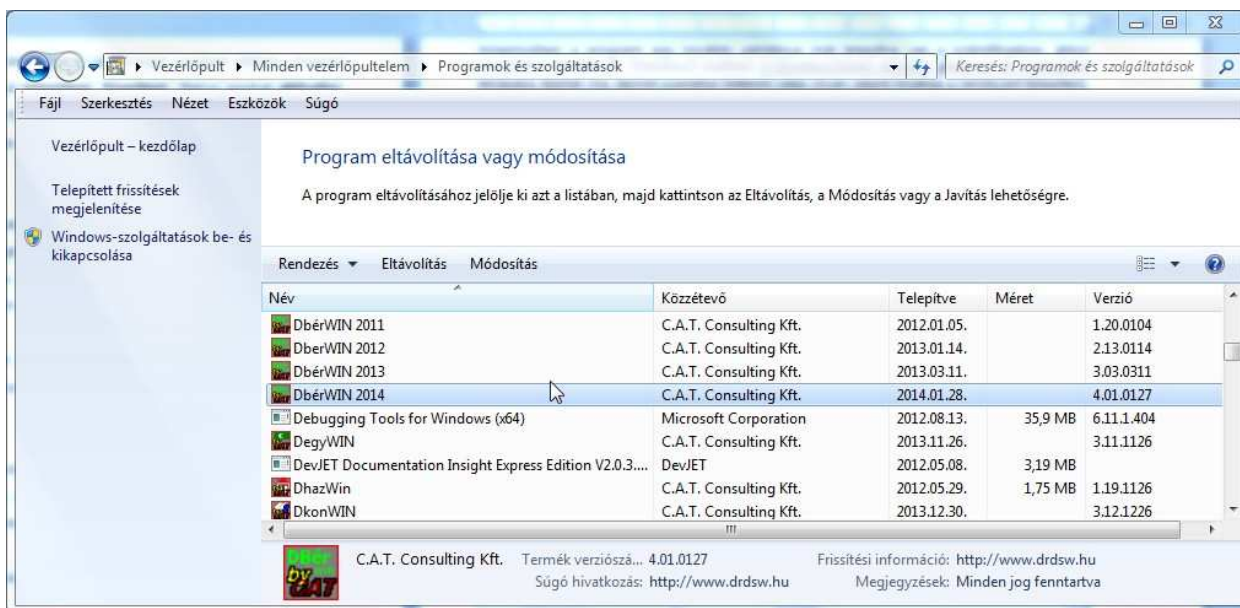 Vezérlőpult ▸ Minden vezérlőpultelem ▸ Programok és szolgáltatások
Keresés: Programok és szolgáltatások
Fájl Szerkesztés Nézet Eszközök Súgó
Vezérlőpult – kezdőlap
Telepített frissítések
megjelenítése
Windows-szolgáltatások be- és
kikapcsolása
Program eltávolítása vagy módosítása
A program eltávolításához jelölje ki azt a listában, majd kattintson az Eltávolítás, a Módosítás vagy a Javítás lehetőségre.
Rendezés Eltávolítás Módosítás
Név Közzétevő Telepítve Méret Verzió
DbérWIN 2011 C.A.T. Consulting Kft. 2012.01.05. 1.20.0104
DberWIN 2012 C.A.T. Consulting Kft. 2013.01.14. 2.13.0114
DbérWIN 2013 C.A.T. Consulting Kft. 2013.03.11. 3.03.0311
DbérWIN 2014 C.A.T. Consulting Kft. 2014.01.28. 4.01.0127
Debugging Tools for Windows (x64) Microsoft Corporation 2012.08.13. 35,9 MB 6.11.1.404
DegyWIN C.A.T. Consulting Kft. 2013.11.26. 3.11.1126
DevJET Documentation Insight Express Edition V2.0.3.... DevJET 2012.05.08. 3,19 MB
DhazWin C.A.T. Consulting Kft. 2012.05.29. 1,75 MB 1.19.1126
DkonWIN C.A.T. Consulting Kft. 2013.12.30. 3.12.1226
DBér
by CAT
C.A.T. Consulting Kft. Termék verziószá... 4.01.0127 Frissítési információ: http://www.drdsw.hu
Súgó hivatkozás: http://www.drdsw.hu Megjegyzések: Minden jog fenntartva